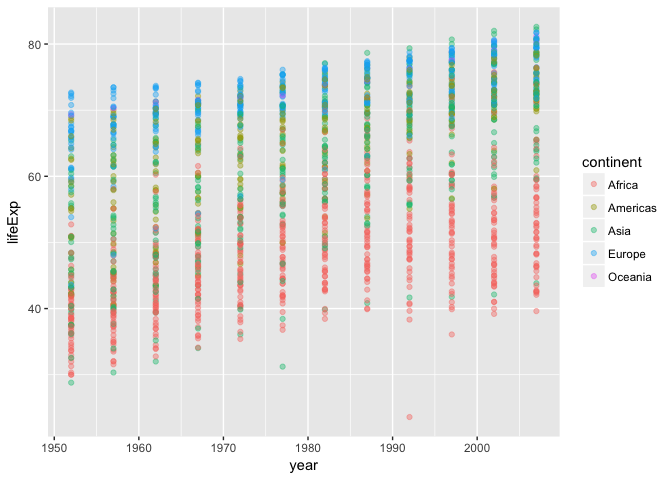 80
60
40
lifeExp
1950
1960
1970
1980
1990
2000
year
continent
Africa
Americas
Asia
Europe
Oceania